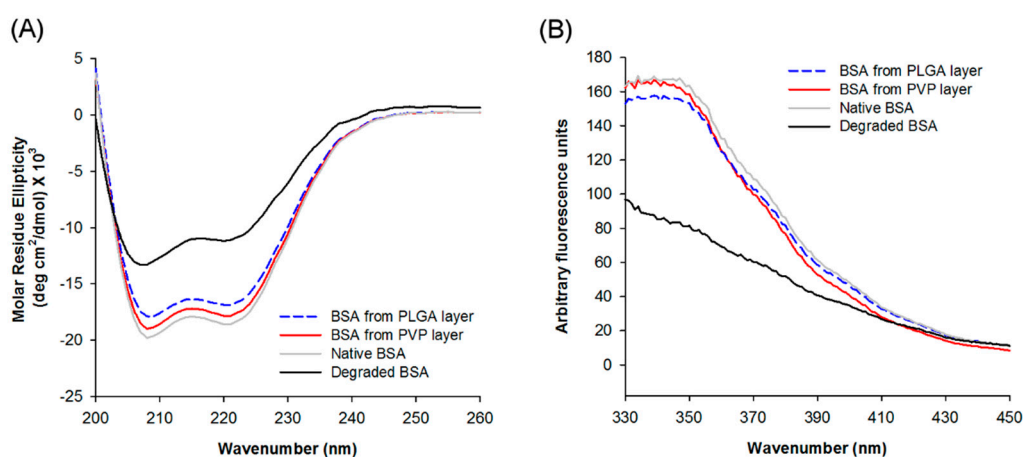 (A)
Molar Residue Ellipticity
(deg cm²/dmol) X 10³
5
0
-5
-10
-15
-20
-25
200
210
220
230
240
250
260
Wavenumber (nm)
BSA from PLGA layer
BSA from PVP layer
Native BSA
Degraded BSA
(B)
Arbitrary fluorescence units
180
160
140
120
100
80
60
40
20
0
330
350
370
390
410
430
450
Wavenumber (nm)
BSA from PLGA layer
BSA from PVP layer
Native BSA
Degraded BSA